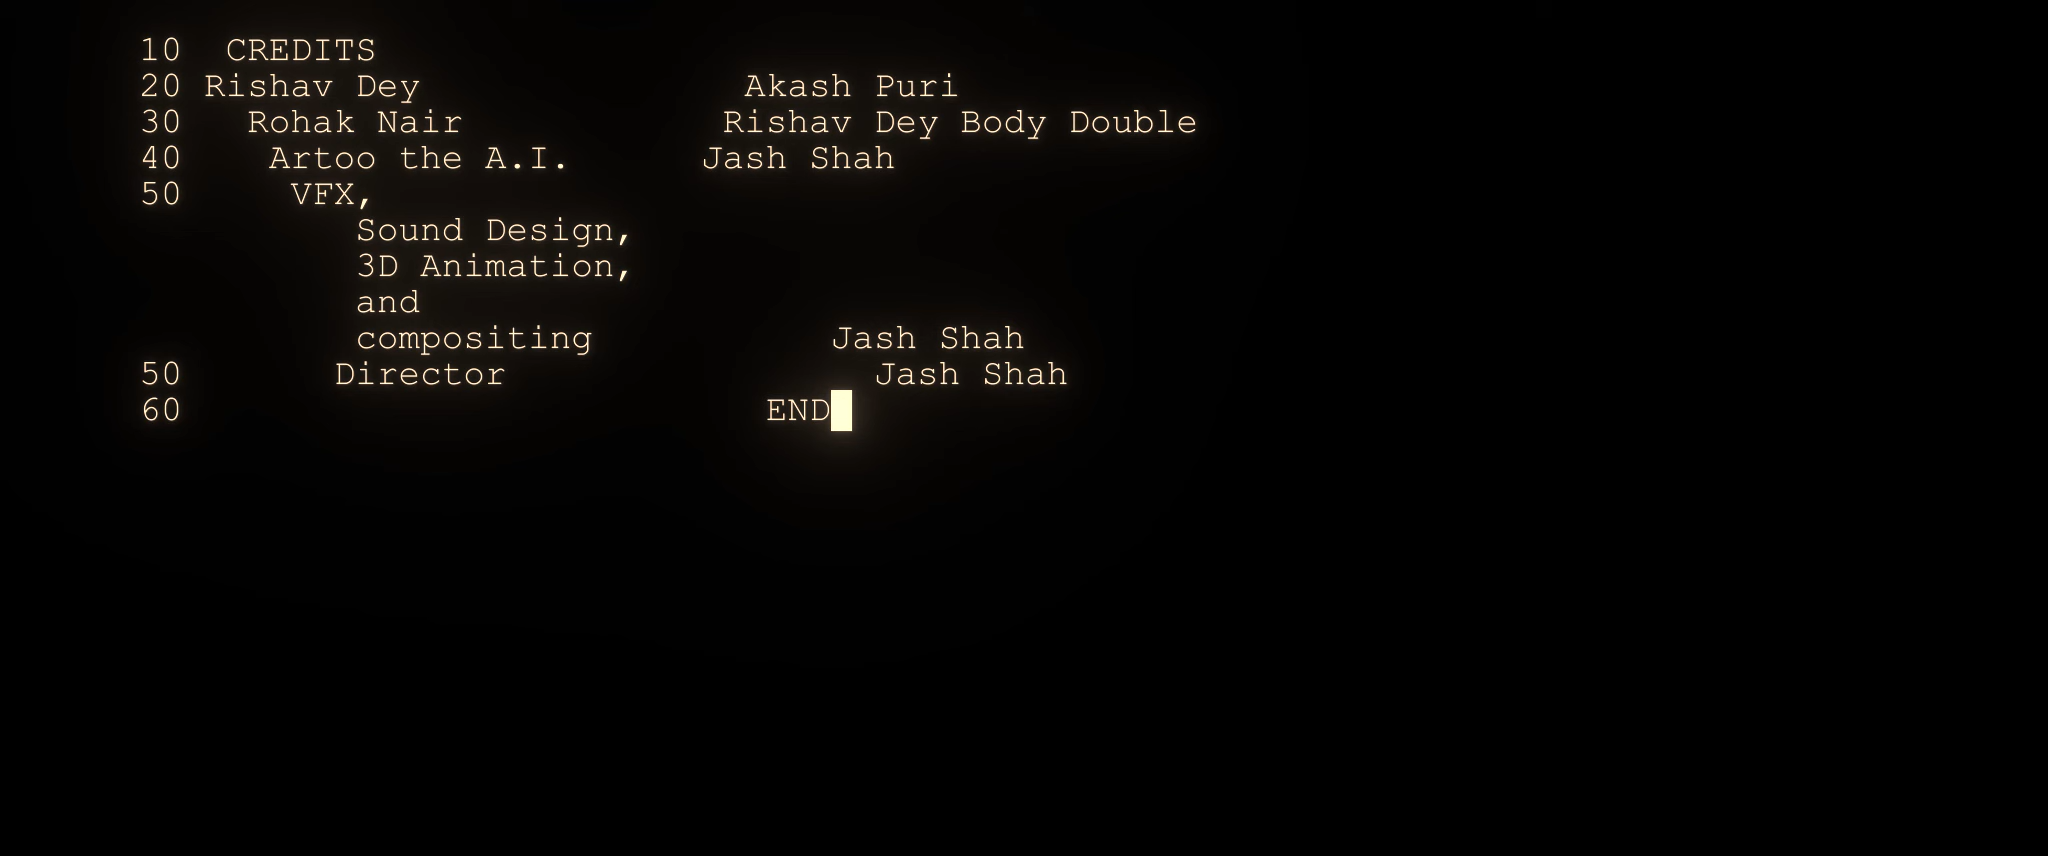 10 CREDITS
20 Rishav Dey Akash Puri
30 Rohak Nair Rishav Dey Body Double
40 Artoo the A.I. Jash Shah
50 VFX,
Sound Design,
3D Animation,
and
compositing Jash Shah
50 Director Jash Shah
60 END